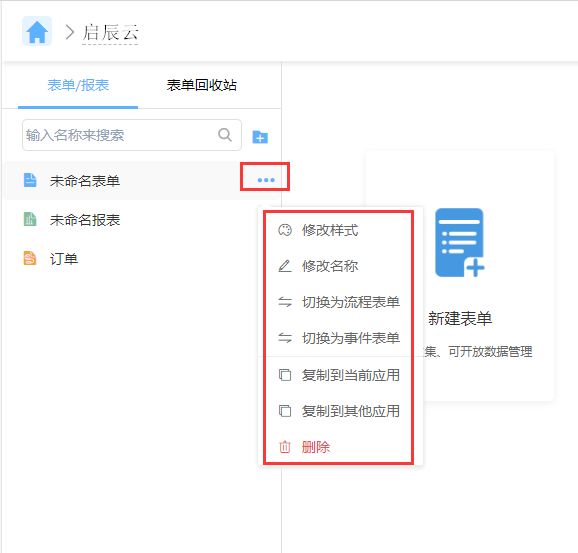 启辰云
表单/报表
表单回收站
输入名称来搜索
未命名表单
未命名报表
订单
修改样式
修改名称
切换为流程表单
切换为事件表单
复制到当前应用
复制到其他应用
删除
新建表单
集、可开放数据管理